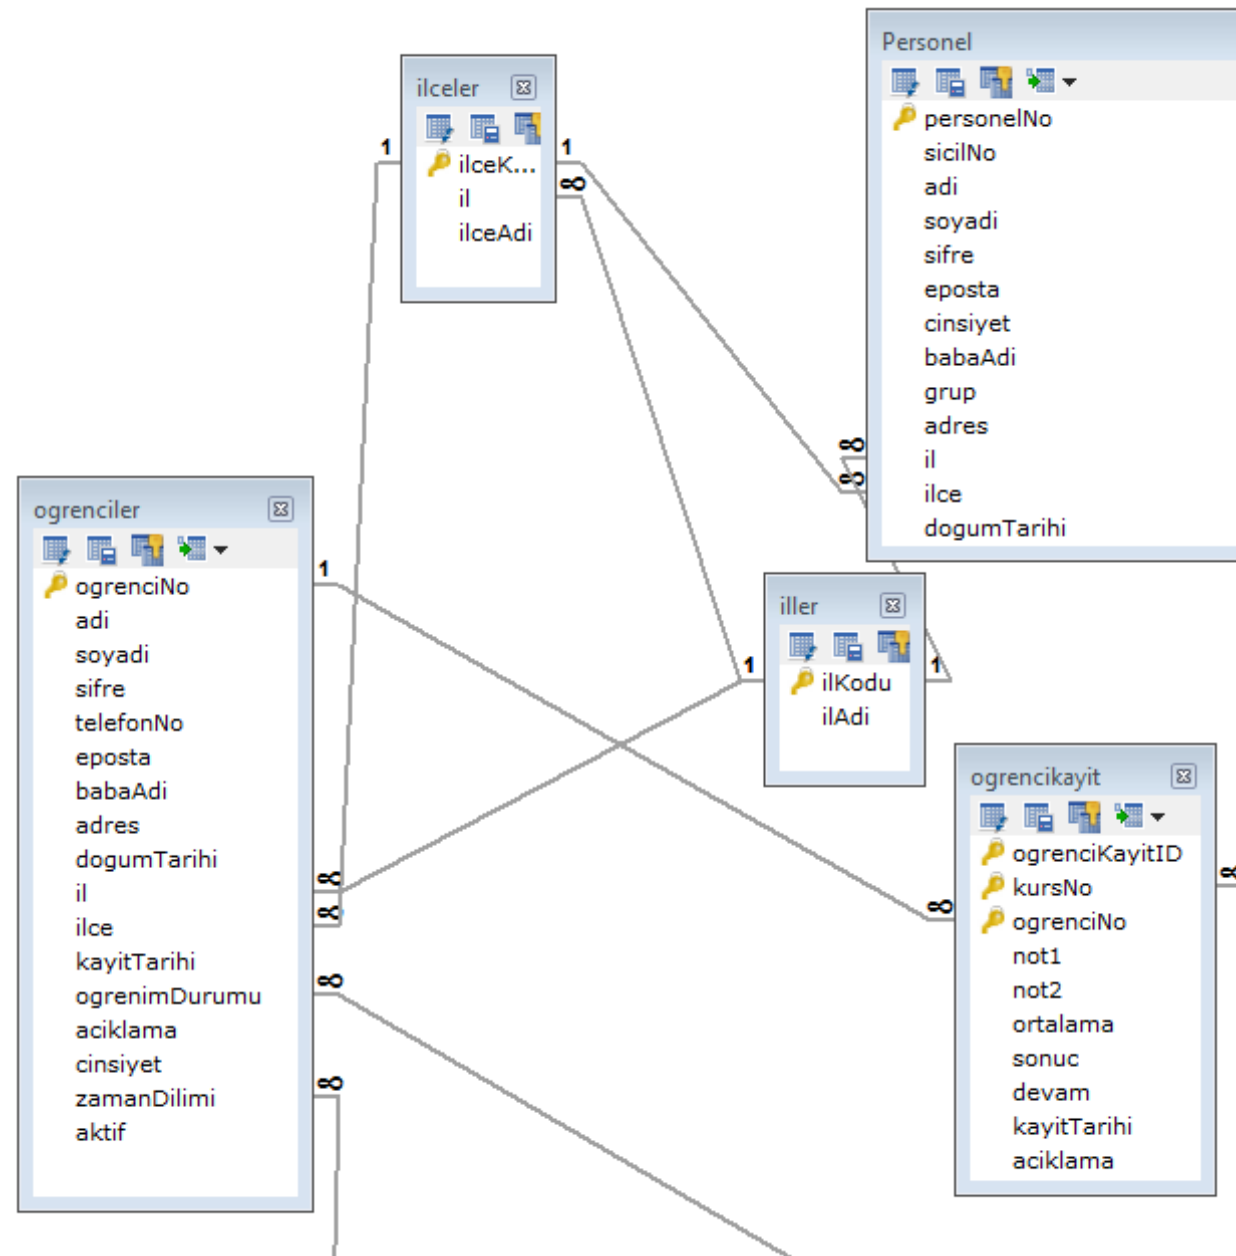 ilceler
ilceK...
il
ilceAdi
1
1
∞
Personel
personelNo
sicilNo
adi
soyadi
sifre
eposta
cinsiyet
babaAdi
grup
adres
il
ilce
dogumTarihi
∞
∞
ogrenciler
ogrenciNo
adi
soyadi
sifre
telefonNo
eposta
babaAdi
adres
dogumTarihi
il
ilce
kayitTarihi
ogrenimDurumu
aciklama
cinsiyet
zamanDilimi
aktif
1
∞
∞
∞
∞
iller
ilKodu
ilAdi
1
1
ogrencikayit
ogrenciKayitID
kursNo
ogrenciNo
not1
not2
ortalama
sonuc
devam
kayitTarihi
aciklama
∞
∞